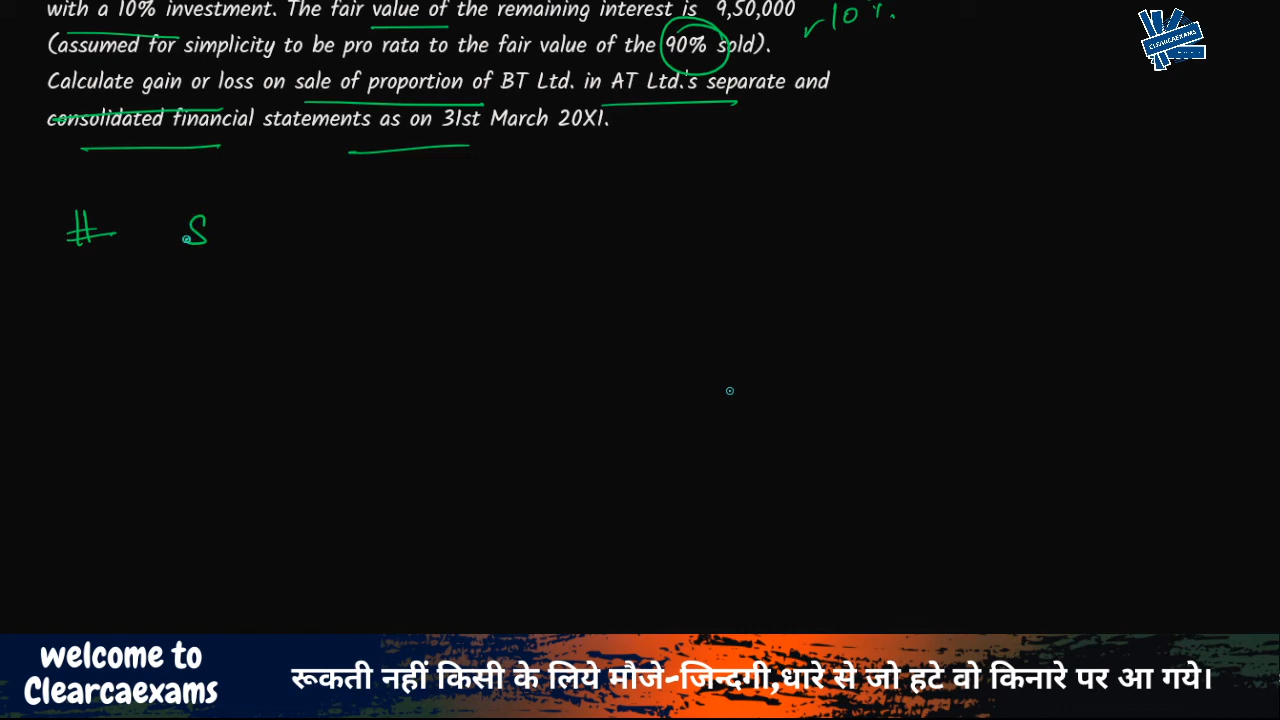 with a 10% investment. The fair value of the remaining interest is 9,50,000
10 %.
(assumed for simplicity to be pro rata to the fair value of the 90% sold).
Calculate gain or loss on sale of proportion of BT Ltd. in AT Ltd.'s separate and
consolidated financial statements as on 31st March 20X1.
# S
CLEARCAEXAMS
welcome to
Clearcaexams
रूकती नहीं किसी के लिये मौजे-ज़िन्दगी,धारे से जो हटे वो किनारे पर आ गये।